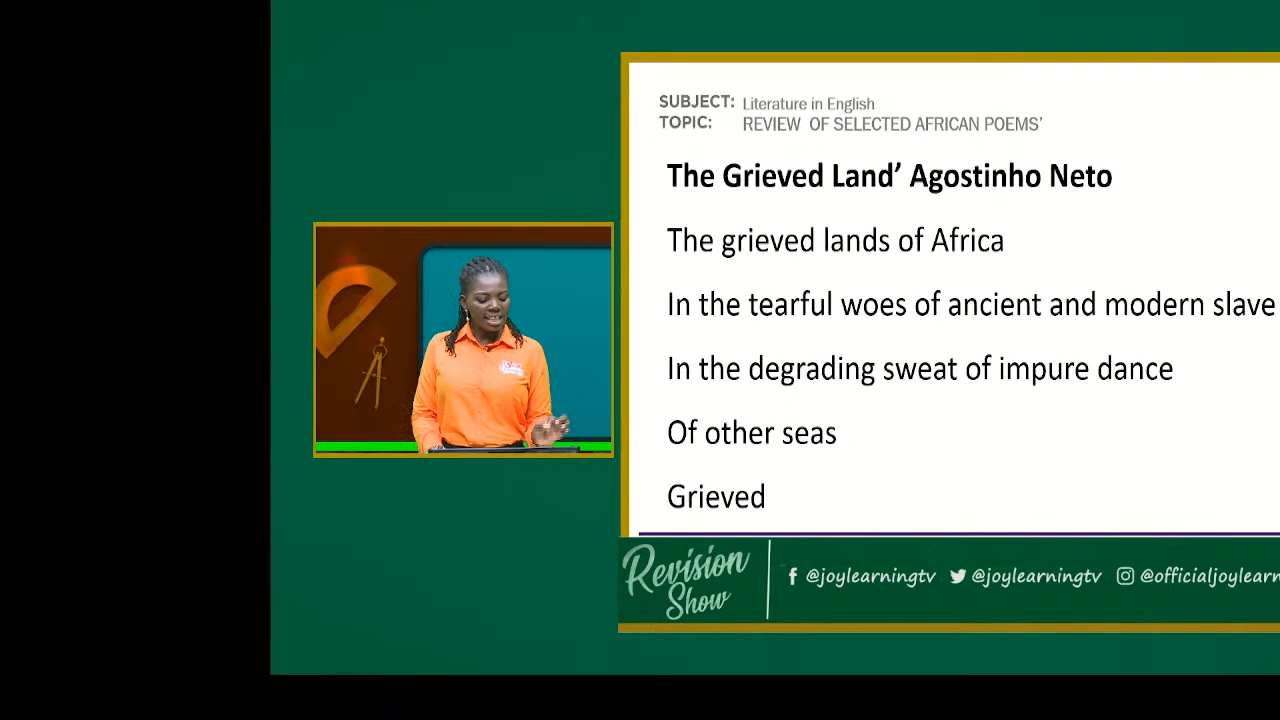 SUBJECT: Literature in English
TOPIC: REVIEW OF SELECTED AFRICAN POEMS’
The Grieved Land’ Agostinho Neto
The grieved lands of Africa
In the tearful woes of ancient and modern slave
In the degrading sweat of impure dance
Of other seas
Grieved
Revision
Show
@joylearningtv @joylearningtv @officialjoylearn